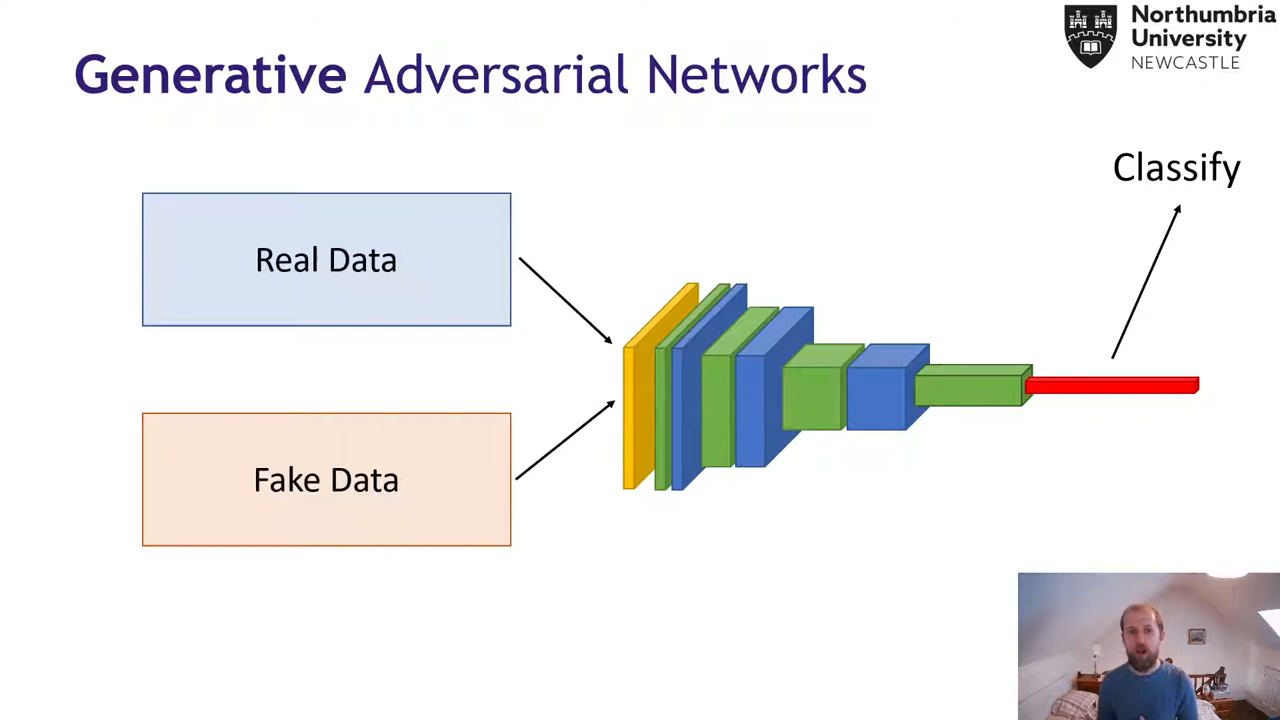 Generative Adversarial Networks
Northumbria
University
NEWCASTLE
Classify
Real Data
Fake Data